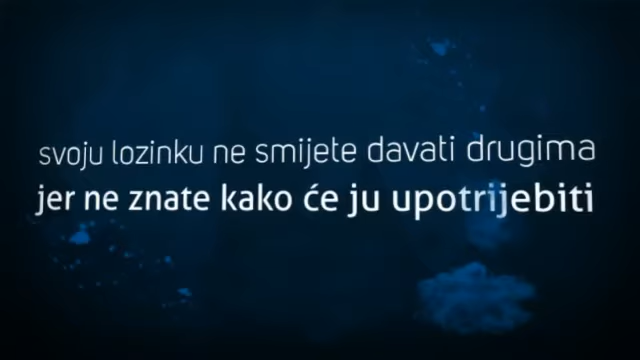 svoju lozinku ne smijete davati drugima
jer ne znate kako će ju upotrijebiti